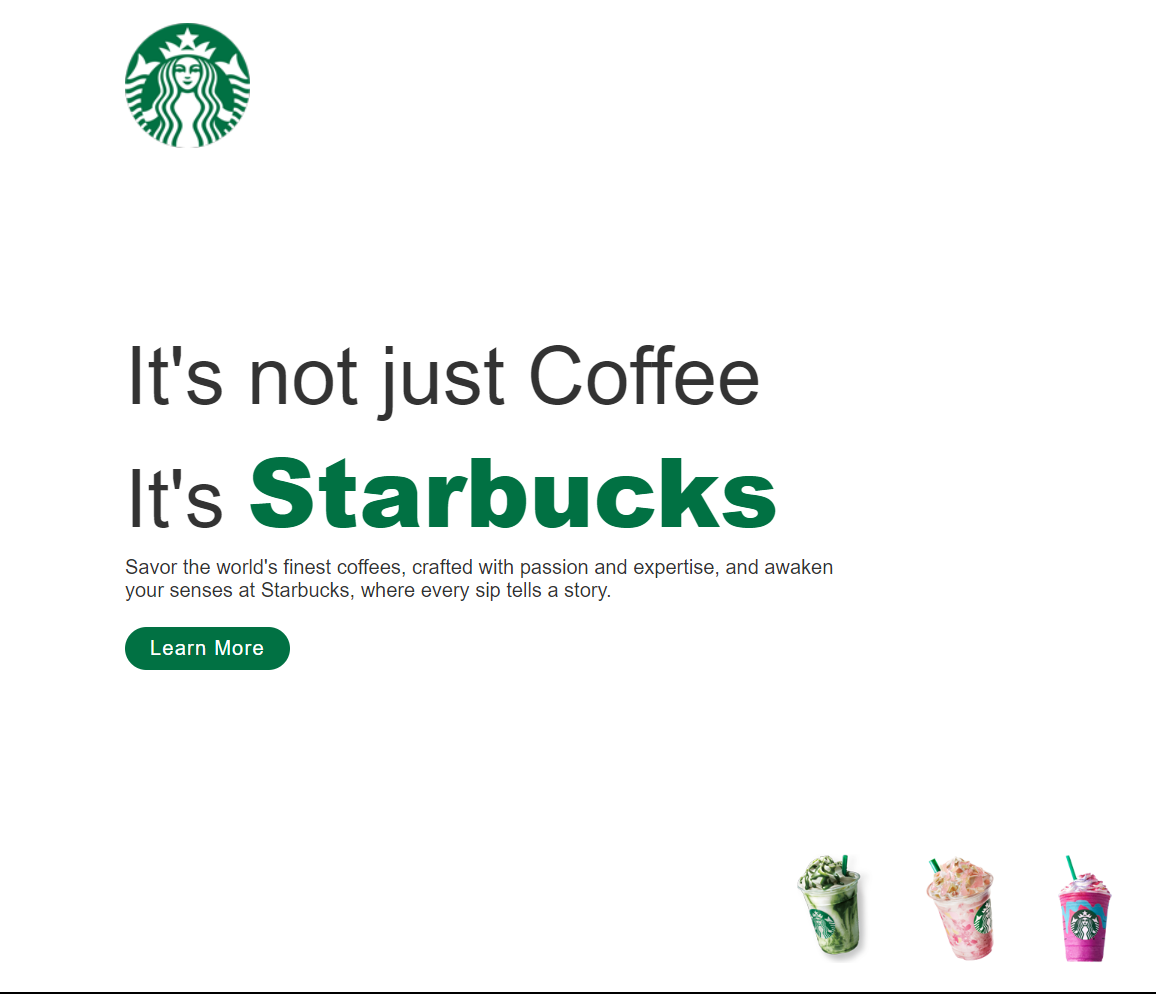 It's not just Coffee
It's Starbucks
Savor the world's finest coffees, crafted with passion and expertise, and awaken
your senses at Starbucks, where every sip tells a story.
Learn More